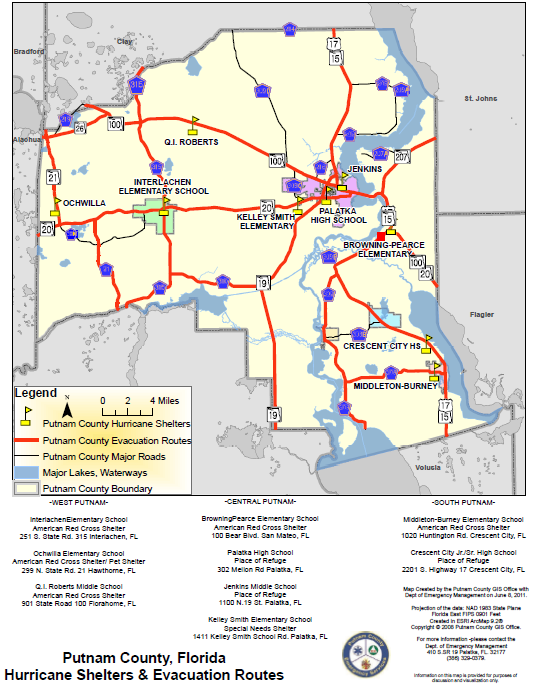 Clay
Bradford
17
15
St. Johns
26
100
Alachua
Q.I. ROBERTS
207
100
JENKINS
21
INTERLACHEN
ELEMENTARY SCHOOL
OCHWILLA
20
20
KELLEY SMITH
ELEMENTARY
PALATKA
HIGH SCHOOL
15
BROWNING-PEARCE
ELEMENTARY
100
20
19
Flagler
CRESCENT CITY HS
MIDDLETON-BURNEY
17
15
19
Volusia
Legend
N
0 2 4 Miles
Putnam County Hurricane Shelters
Putnam County Evacuation Routes
Putnam County Major Roads
Major Lakes, Waterways
Putnam County Boundary
-WEST PUTNAM-
InterlachenElementary School
American Red Cross Shelter
251 S. State Rd. 315 Interlachen, FL
Ochwilla Elementary School
American Red Cross Shelter/ Pet Shelter
299 N. State Rd. 21 Hawthorne, FL
Q.I. Roberts Middle School
American Red Cross Shelter
901 State Road 100 Florahome, FL
-CENTRAL PUTNAM-
BrowningPearce Elementary School
American Red Cross Shelter
100 Bear Blvd. San Mateo, FL
Palatka High School
Place of Refuge
302 Mellon Rd Palatka, FL
Jenkins Middle School
Place of Refuge
1100 N.19 St. Palatka, FL
Kelley Smith Elementary School
Special Needs Shelter
1411 Kelley Smith School Rd. Palatka, FL
-SOUTH PUTNAM-
Middleton-Burney Elementary School
American Red Cross Shelter
1020 Huntington Rd. Crescent City, FL
Crescent City Jr./Sr. High School
Place of Refuge
2201 S. Highway 17 Crescent City, FL
Map Created by the Putnam County GIS Office with
Dept of Emergency Management on June 8, 2011.
Projection of the data: NAD 1983 State Plane
Florida East FIPS 0901 Feet
Created in ESRI ArcMap 9.2®
Copyright © 2008 Putnam County GIS Office.
For more information -please contact the
Dept. of Emergency Management
410 S.SR 19 Palatka, FL. 32177
(386) 329-0379.
Information on this map is provided for purposes of
discussion and visualization only.
Putnam County, Florida
Hurricane Shelters & Evacuation Routes